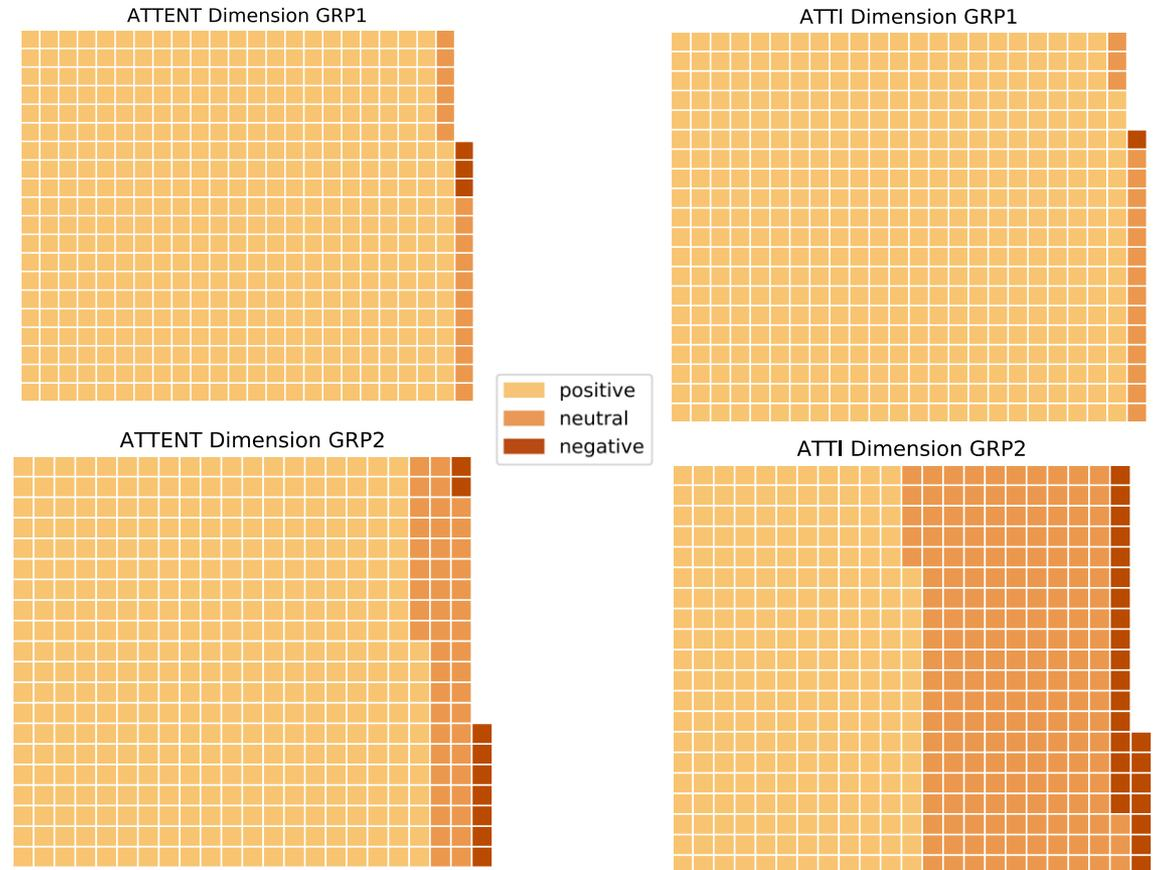 ATTENT Dimension GRP1
ATTI Dimension GRP1
positive
neutral
negative
ATTENT Dimension GRP2
ATTI Dimension GRP2